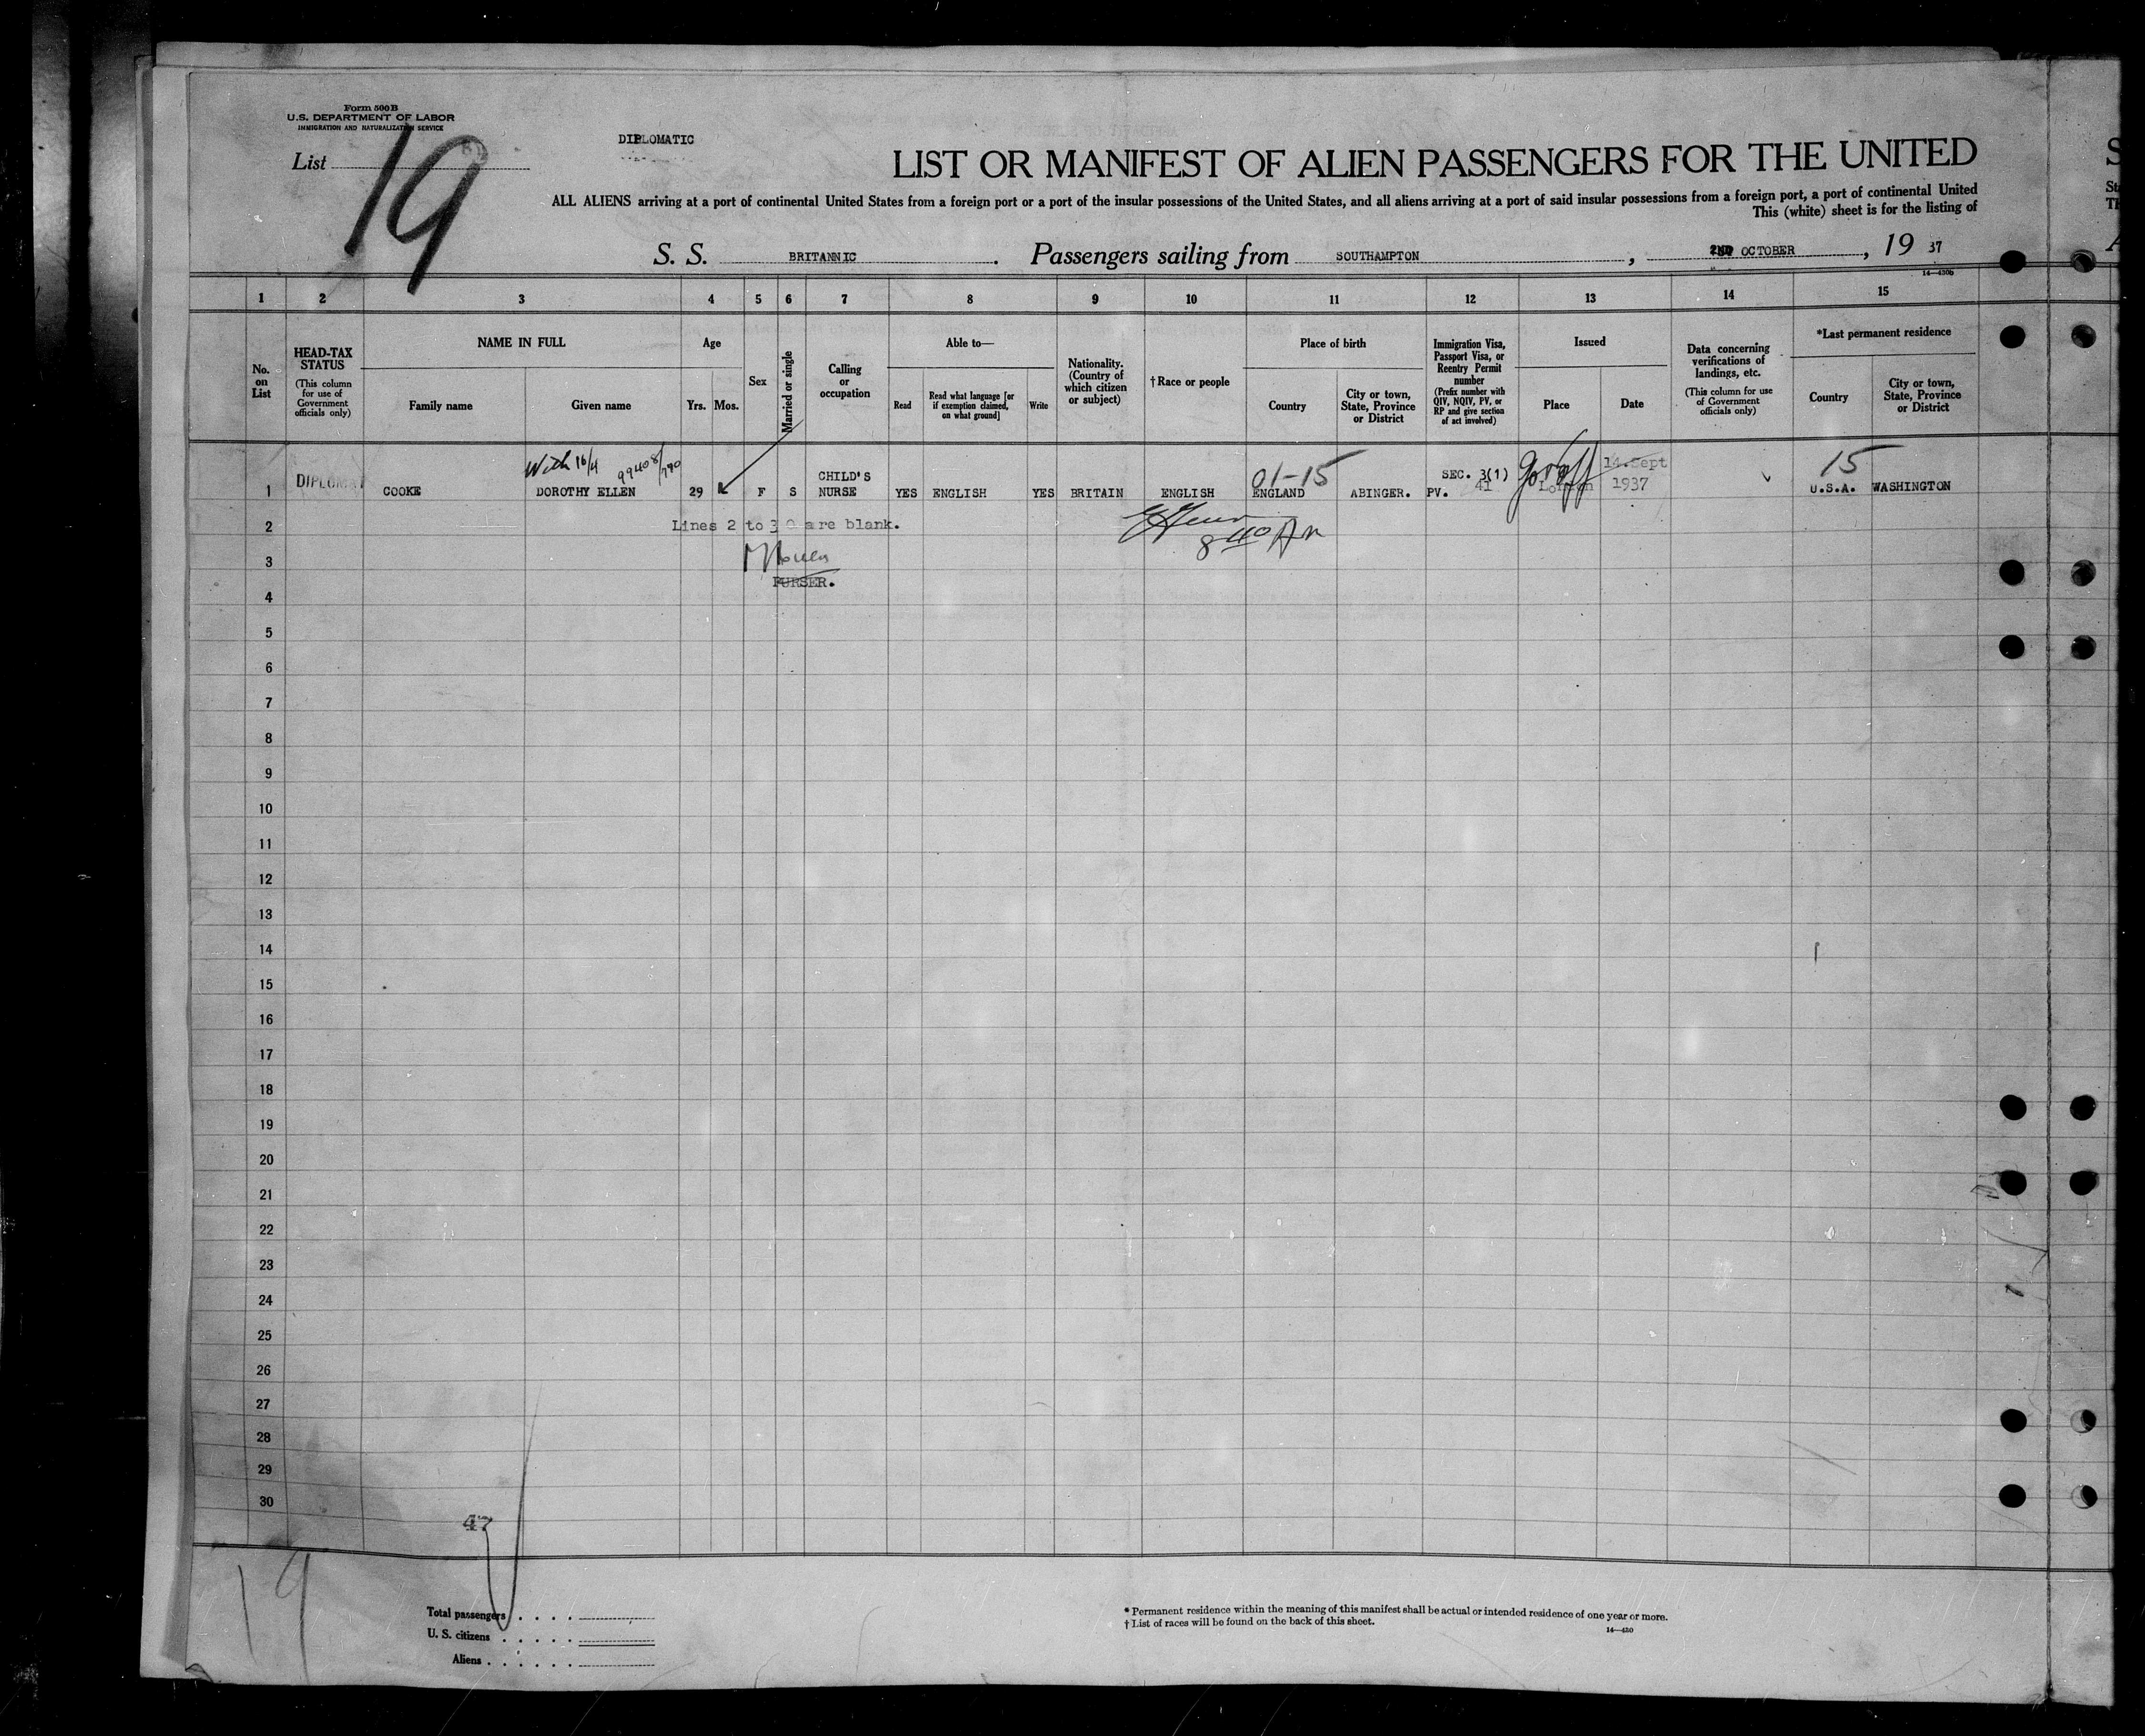 Form 500B
U.S. DEPARTMENT OF LABOR
IMMIGRATION AND NATURALIZATION SERVICE
List 19
DIPLOMATIC
LIST OR MANIFEST OF ALIEN PASSENGERS FOR THE UNITED
ALL ALIENS arriving at a port of continental United States from a foreign port or a port of the insular possessions of the United States, and all aliens arriving at a port of said insular possessions from a foreign port, a port of continental United
This (white) sheet is for the listing of
S. S. BRITANNIC. Passengers sailing from SOUTHAMPTON, 2ND OCTOBER, 19 37
14—430b
1 2 3 4 5 6 7 8 9 10 11 12 13 14 15
No. on List
HEAD-TAX STATUS
(This column for use of Government officials only)
NAME IN FULL
Family name Given name
Age
Yrs. Mos.
Sex
Married or single
Calling or occupation
Able to—
Read
Read what language [or if exemption claimed, on what ground]
Write
Nationality. (Country of which citizen or subject)
†Race or people
Place of birth
Country
City or town, State, Province or District
Immigration Visa, Passport Visa, or Reentry Permit number
(Prefix number with QIV, NQIV, PV, or RP and give section of act involved)
Issued
Place Date
Data concerning verifications of landings, etc.
(This column for use of Government officials only)
*Last permanent residence
Country
City or town, State, Province or District
With 16/4 99408/790
01-15
15
1 DIPLOMAT COOKE DOROTHY ELLEN 29 F S CHILD'S NURSE YES ENGLISH YES BRITAIN ENGLISH ENGLAND ABINGER. SEC. 3(1) PV. 41 London 14.Sept 1937 U.S.A. WASHINGTON
2 Lines 2 to 30 are blank.
8 40 Am
3
PURSER.
4
5
6
7
8
9
10
11
12
13
14
15
16
17
18
19
20
21
22
23
24
25
26
27
28
29
30
47
19
Total passengers
U. S. citizens
Aliens
* Permanent residence within the meaning of this manifest shall be actual or intended residence of one year or more.
† List of races will be found on the back of this sheet.
14—430